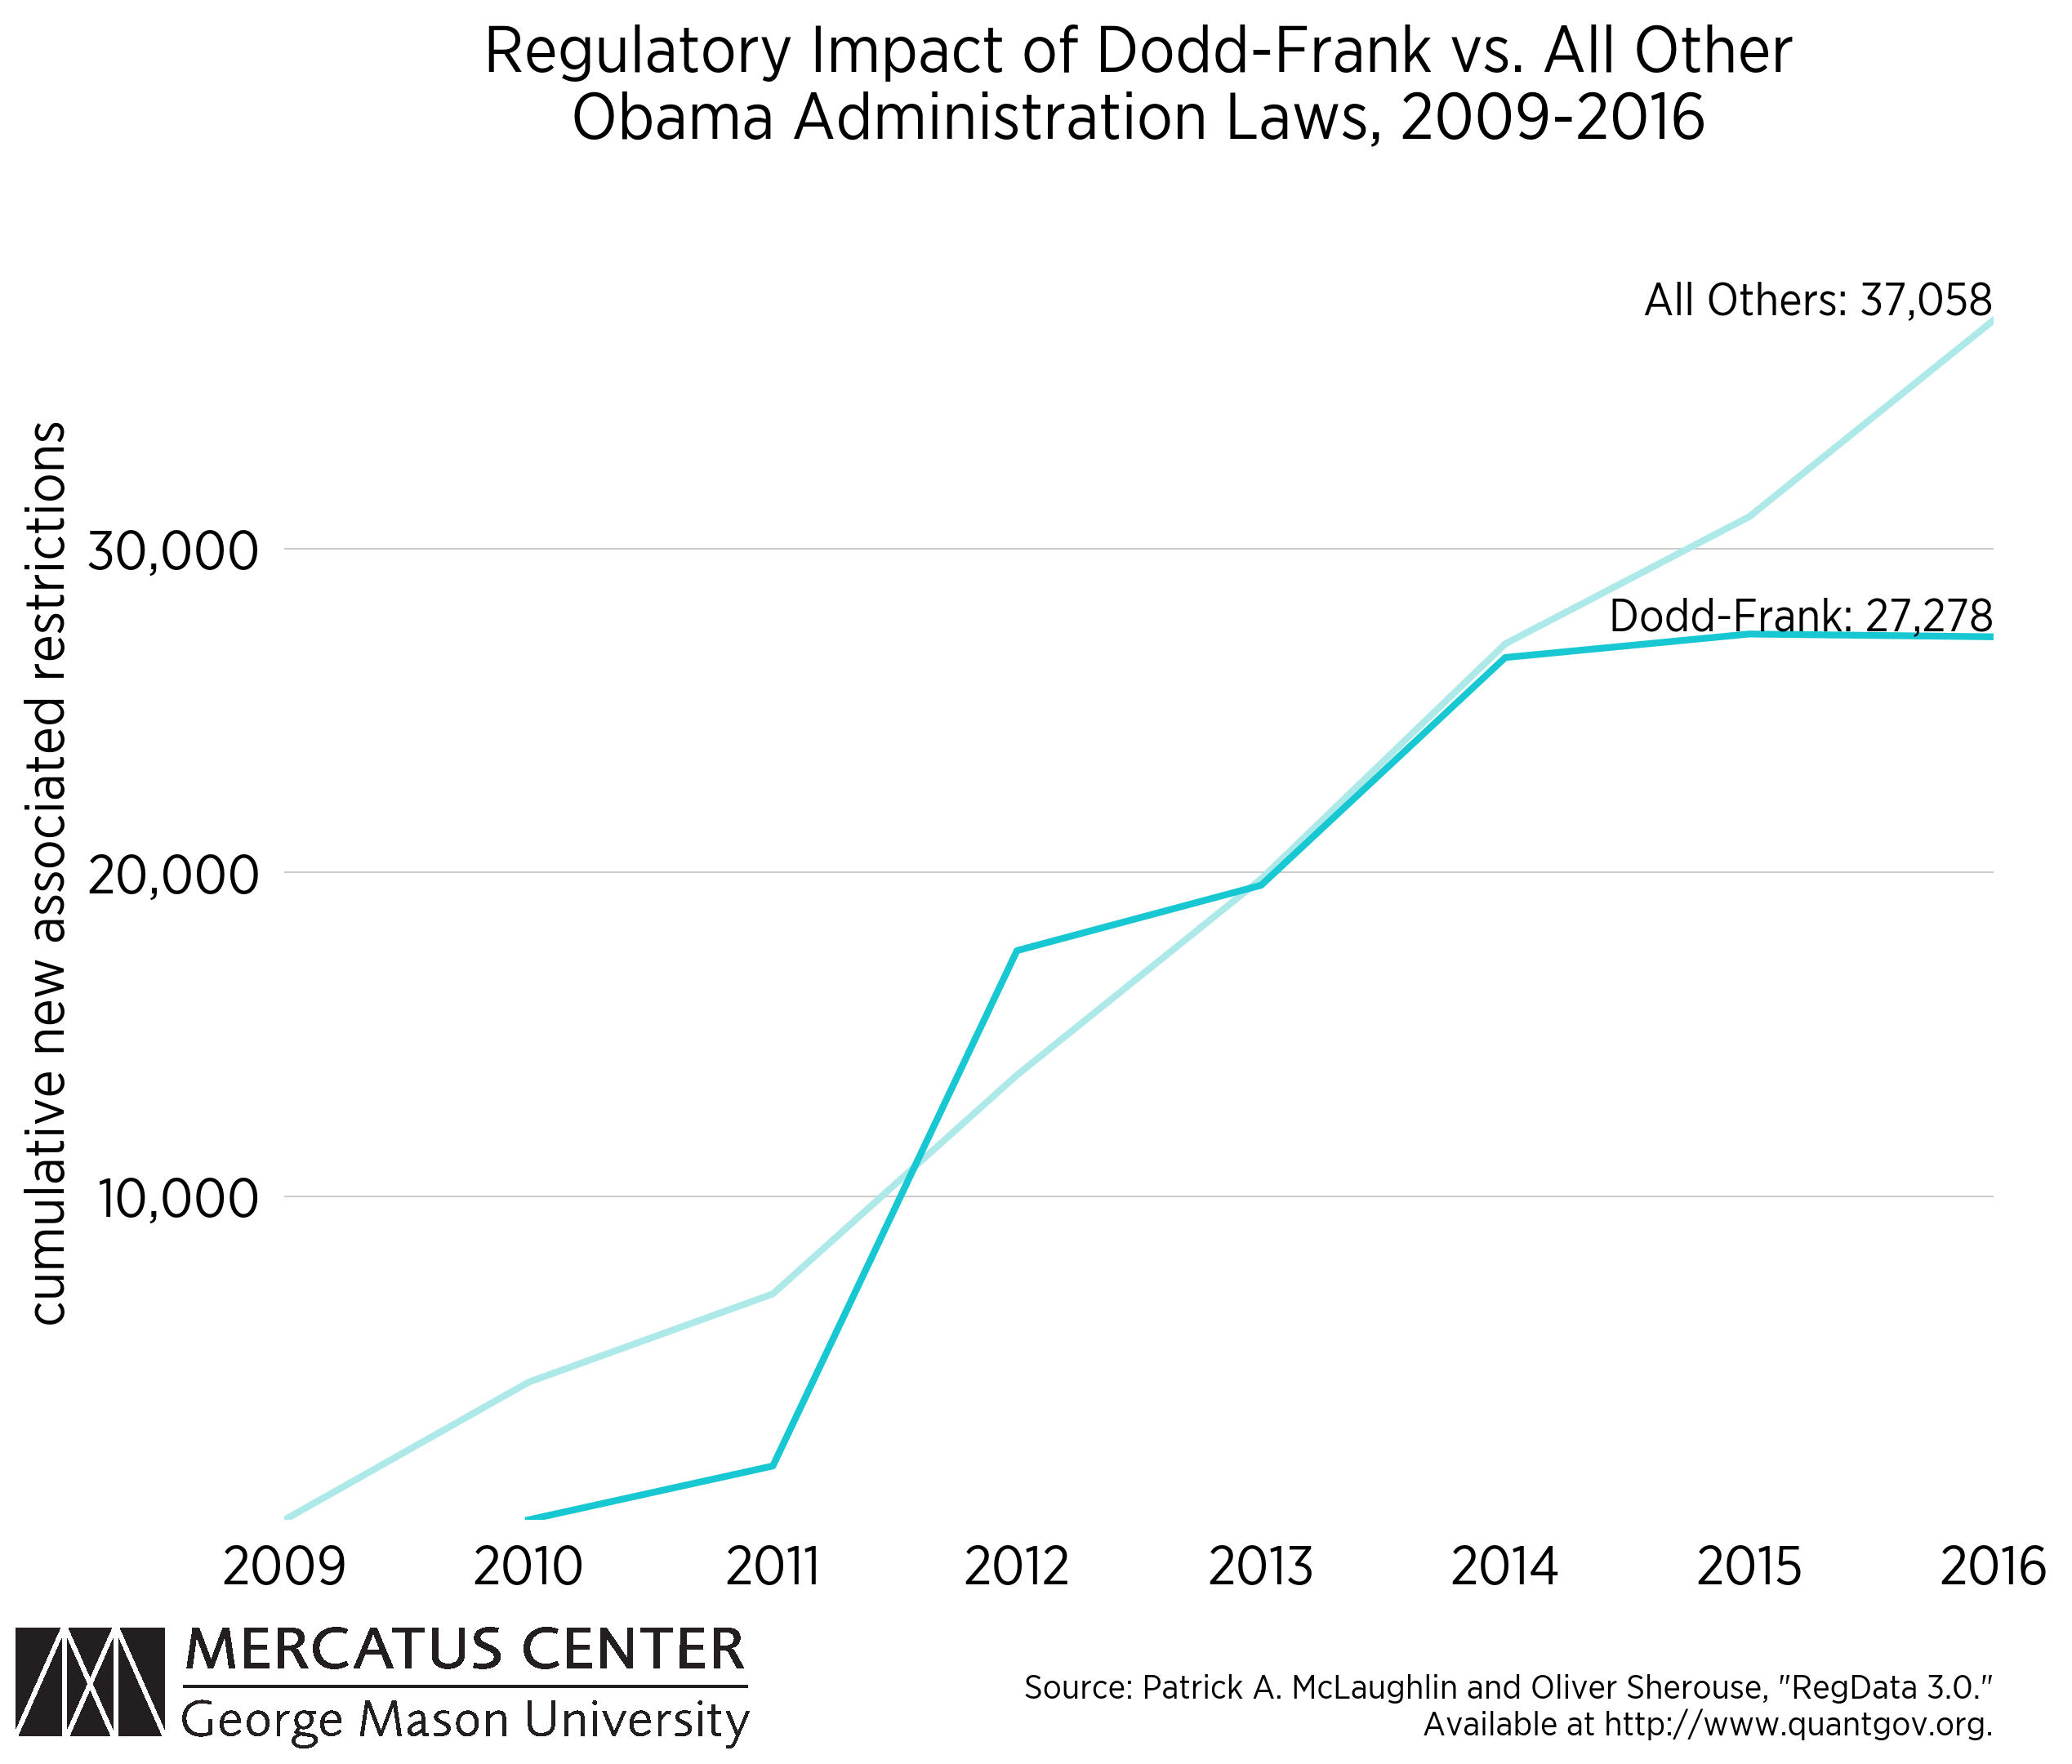 Regulatory Impact of Dodd-Frank vs. All Other
Obama Administration Laws, 2009-2016
All Others: 37,058
Dodd-Frank: 27,278
cumulative new associated restrictions
30,000
20,000
10,000
2009 2010 2011 2012 2013 2014 2015 2016
MERCATUS CENTER
George Mason University
Source: Patrick A. McLaughlin and Oliver Sherouse, "RegData 3.0."
Available at http://www.quantgov.org.